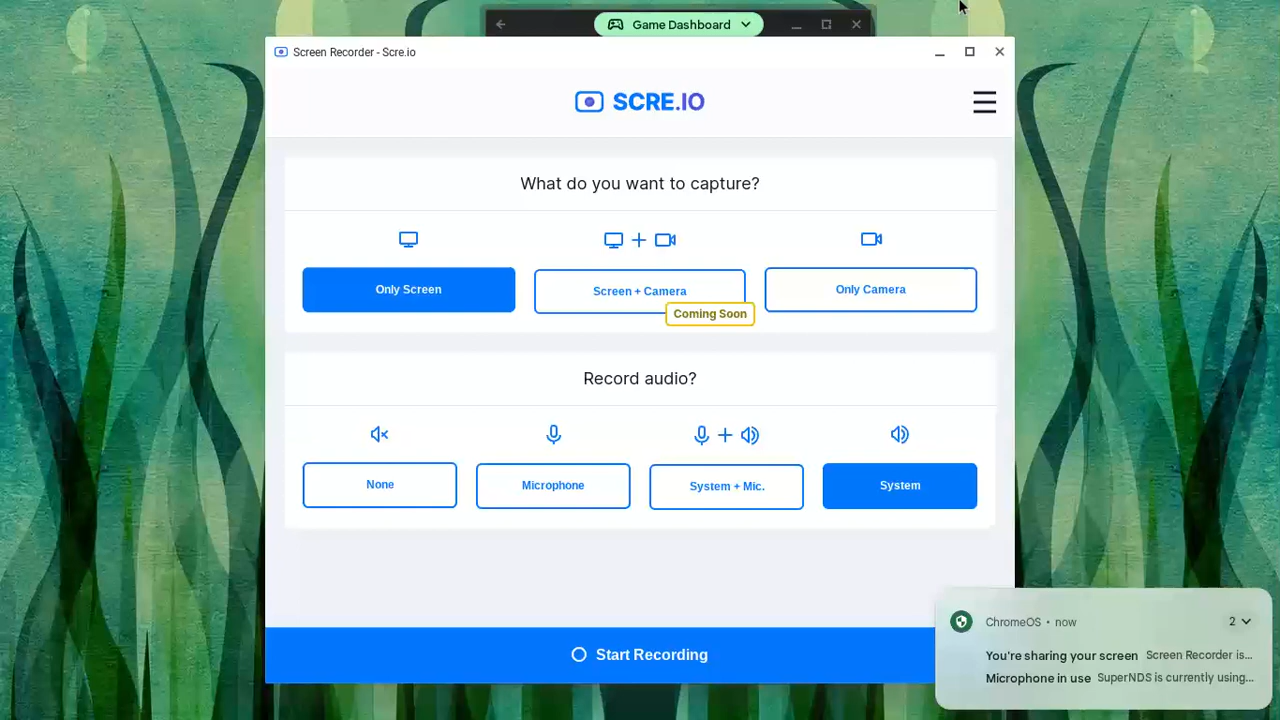 Game Dashboard
Screen Recorder - Scre.io
SCRE.IO
What do you want to capture?
Only Screen
Screen + Camera
Only Camera
Coming Soon
Record audio?
None
Microphone
System + Mic.
System
Start Recording
ChromeOS • now 2
You're sharing your screen Screen Recorder is...
Microphone in use SuperNDS is currently using...